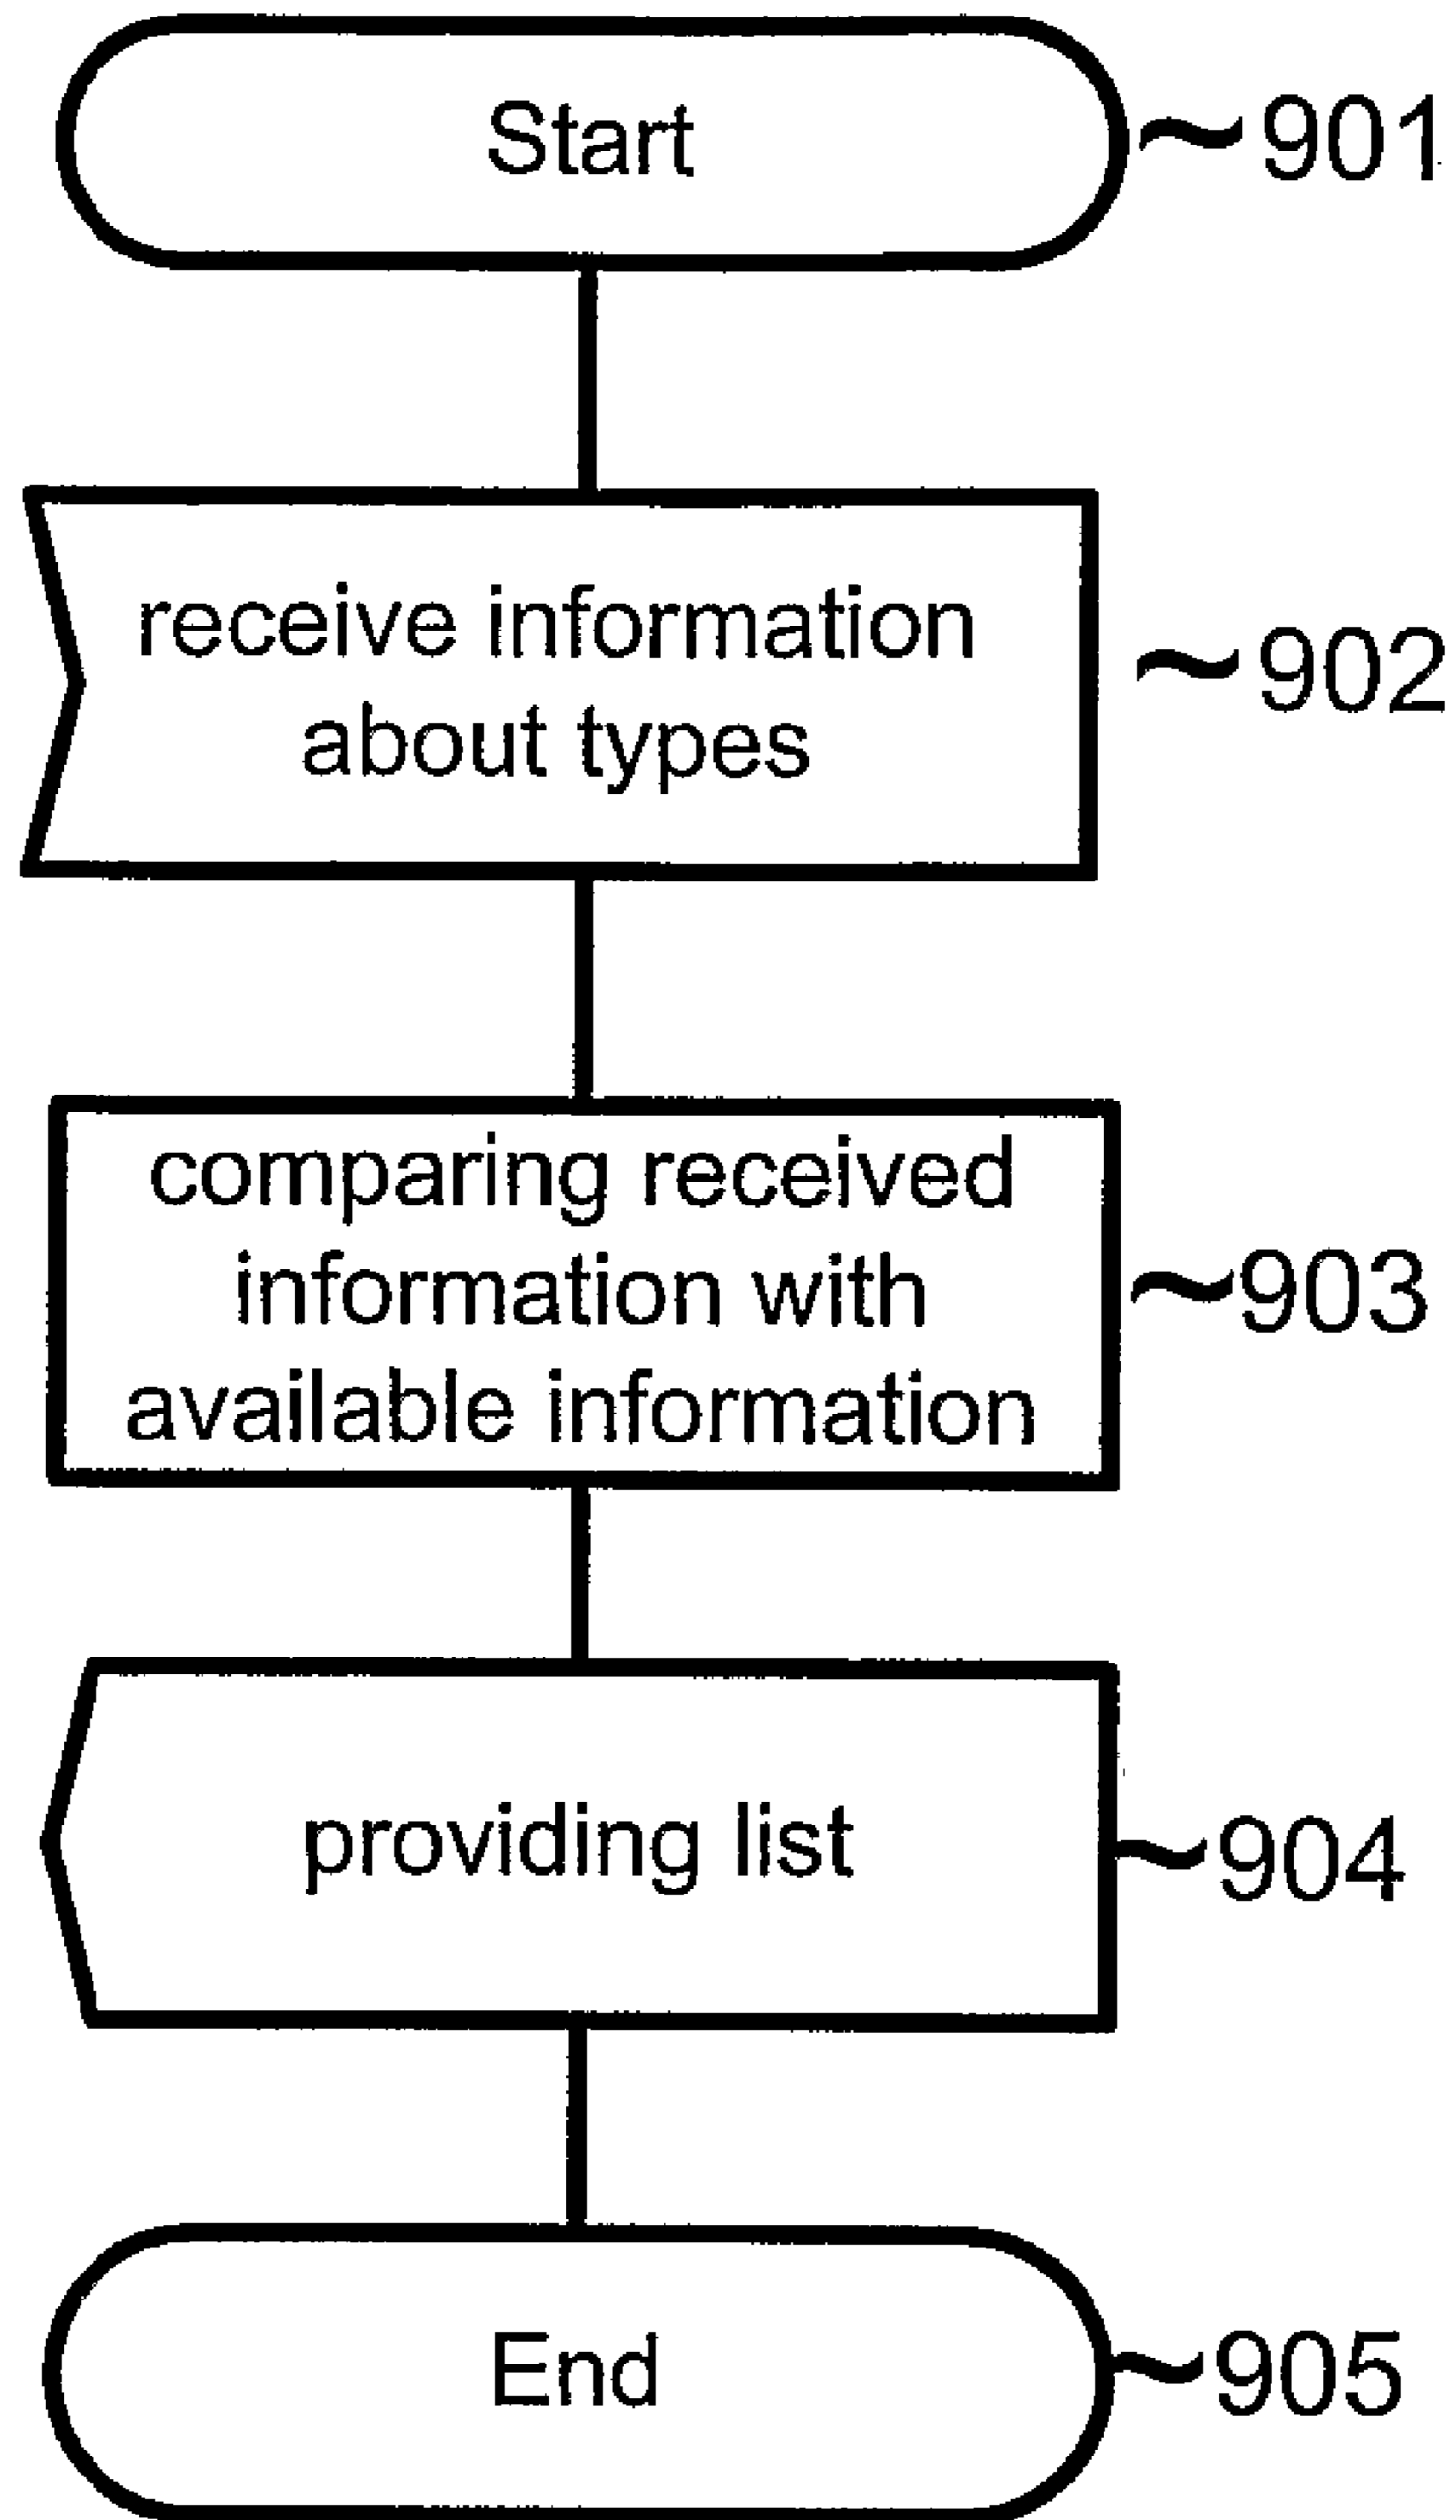 Start
~901
receive information
about types
~902
comparing received
information with
available information
~903
providing list
~904
End
~905